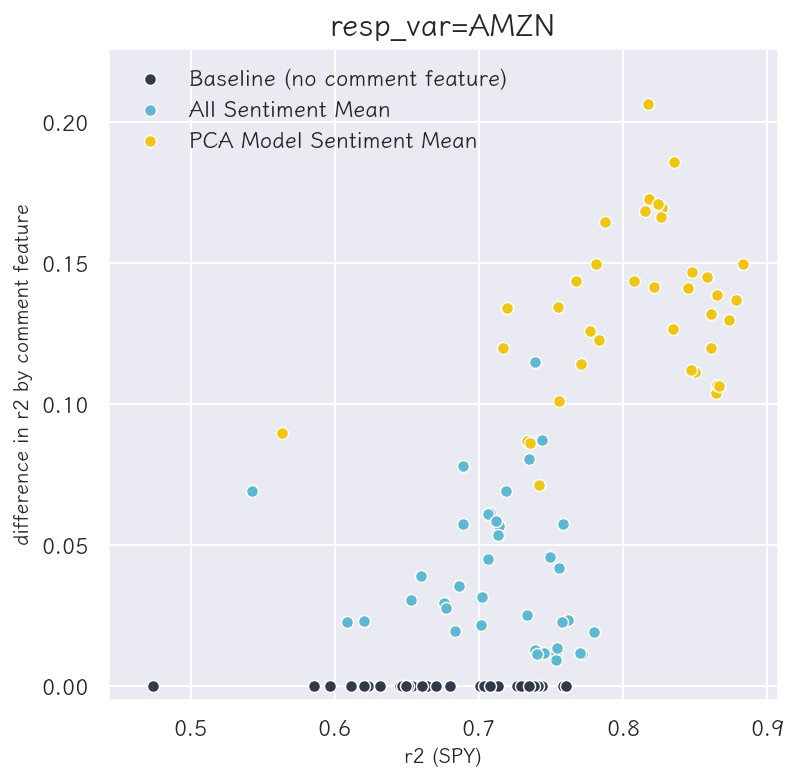 resp_var=AMZN
Baseline (no comment feature)
All Sentiment Mean
PCA Model Sentiment Mean
difference in r2 by comment feature
0.20
0.15
0.10
0.05
0.00
0.5 0.6 0.7 0.8 0.9
r2 (SPY)